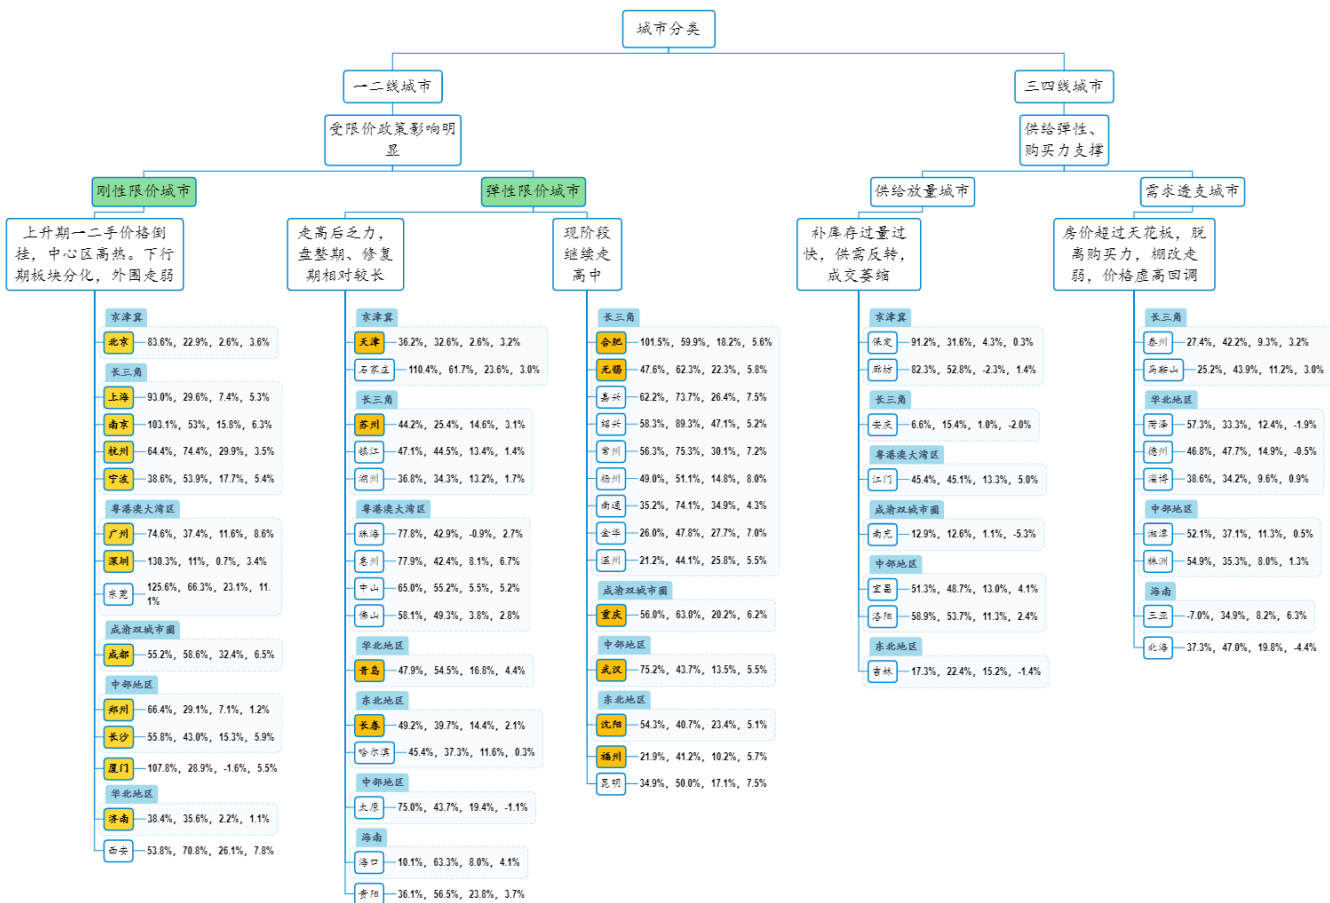 城市分类
一二线城市
三四线城市
受限价政策影响明
显
供给弹性、
购买力支撑
刚性限价城市
弹性限价城市
供给放量城市
需求透支城市
上升期一二手价格倒
挂，中心区高热。下行
期板块分化，外围走弱
走高后乏力，
盘整期、修复
期相对较长
现阶段
继续走
高中
补库存过量过
快，供需反转，
成交萎缩
房价超过天花板，脱
离购买力，棚改走
弱，价格虚高回调
京津冀
北京 83.6%, 22.9%, 2.6%, 3.6%
长三角
上海 93.0%, 29.6%, 7.4%, 5.3%
南京 103.1%, 53%, 15.8%, 6.3%
杭州 64.4%, 74.4%, 29.9%, 3.5%
宁波 38.6%, 53.9%, 17.7%, 5.4%
粤港澳大湾区
广州 74.6%, 37.4%, 11.6%, 8.6%
深圳 130.3%, 11%, 0.7%, 3.4%
东莞 125.6%, 66.3%, 23.1%, 11.
1%
成渝双城市圈
成都 55.2%, 58.6%, 32.4%, 6.5%
中部地区
郑州 66.4%, 29.1%, 7.1%, 1.2%
长沙 55.8%, 43.0%, 15.3%, 5.9%
厦门 107.8%, 28.9%, -1.6%, 5.5%
华北地区
济南 38.4%, 35.6%, 2.2%, 1.1%
西安 53.8%, 70.8%, 26.1%, 7.8%
京津冀
天津 36.2%, 32.6%, 2.6%, 3.2%
石家庄 110.4%, 61.7%, 23.6%, 3.0%
长三角
苏州 44.2%, 25.4%, 14.6%, 3.1%
镇江 47.1%, 44.5%, 13.4%, 1.4%
湖州 36.8%, 34.3%, 13.2%, 1.7%
粤港澳大湾区
珠海 77.8%, 42.9%, -0.9%, 2.7%
惠州 77.9%, 42.4%, 8.1%, 6.7%
中山 65.0%, 55.2%, 5.5%, 5.2%
佛山 58.1%, 49.3%, 3.8%, 2.8%
华北地区
青岛 47.9%, 54.5%, 16.8%, 4.4%
东北地区
长春 49.2%, 39.7%, 14.4%, 2.1%
哈尔滨 45.4%, 37.3%, 11.6%, 0.3%
中部地区
太原 75.0%, 43.7%, 19.4%, -1.1%
海南
海口 10.1%, 63.3%, 8.0%, 4.1%
贵阳 36.1%, 56.5%, 23.8%, 3.7%
长三角
合肥 101.5%, 59.9%, 18.2%, 5.6%
无锡 47.6%, 62.3%, 22.3%, 5.8%
嘉兴 62.2%, 73.7%, 26.4%, 7.5%
绍兴 58.3%, 89.3%, 47.1%, 5.2%
常州 56.3%, 75.3%, 30.1%, 7.2%
扬州 49.0%, 51.1%, 14.8%, 8.0%
南通 35.2%, 74.1%, 34.9%, 4.3%
金华 26.0%, 47.8%, 27.7%, 7.0%
温州 21.2%, 44.1%, 25.8%, 5.5%
成渝双城市圈
重庆 56.0%, 63.0%, 20.2%, 6.2%
中部地区
武汉 75.2%, 43.7%, 13.5%, 5.5%
东北地区
沈阳 54.3%, 40.7%, 23.4%, 5.1%
福州 21.9%, 41.2%, 10.2%, 5.7%
昆明 34.9%, 50.0%, 17.1%, 7.5%
京津冀
保定 91.2%, 31.6%, 4.3%, 0.3%
廊坊 82.3%, 52.8%, -2.3%, 1.4%
长三角
安庆 6.6%, 15.4%, 1.0%, -2.0%
粤港澳大湾区
江门 45.4%, 45.1%, 13.3%, 5.0%
成渝双城市圈
南充 12.9%, 12.6%, 1.1%, -5.3%
中部地区
宜昌 51.3%, 48.7%, 13.0%, 4.1%
洛阳 58.9%, 53.7%, 11.3%, 2.4%
东北地区
吉林 17.3%, 22.4%, 15.2%, -1.4%
长三角
泰州 27.4%, 42.2%, 9.3%, 3.2%
马鞍山 25.2%, 43.9%, 11.2%, 3.0%
华北地区
菏泽 57.3%, 33.3%, 12.4%, -1.9%
德州 46.8%, 47.7%, 14.9%, -0.5%
淄博 38.6%, 34.2%, 9.6%, 0.9%
中部地区
湘潭 52.1%, 37.1%, 11.3%, 0.5%
株洲 54.9%, 35.3%, 8.0%, 1.3%
海南
三亚 -7.0%, 34.9%, 8.2%, 6.3%
北海 37.3%, 47.0%, 19.8%, -4.4%